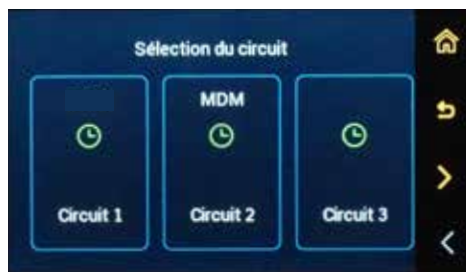 Sélection du circuit
MDM
Circuit 1
Circuit 2
Circuit 3